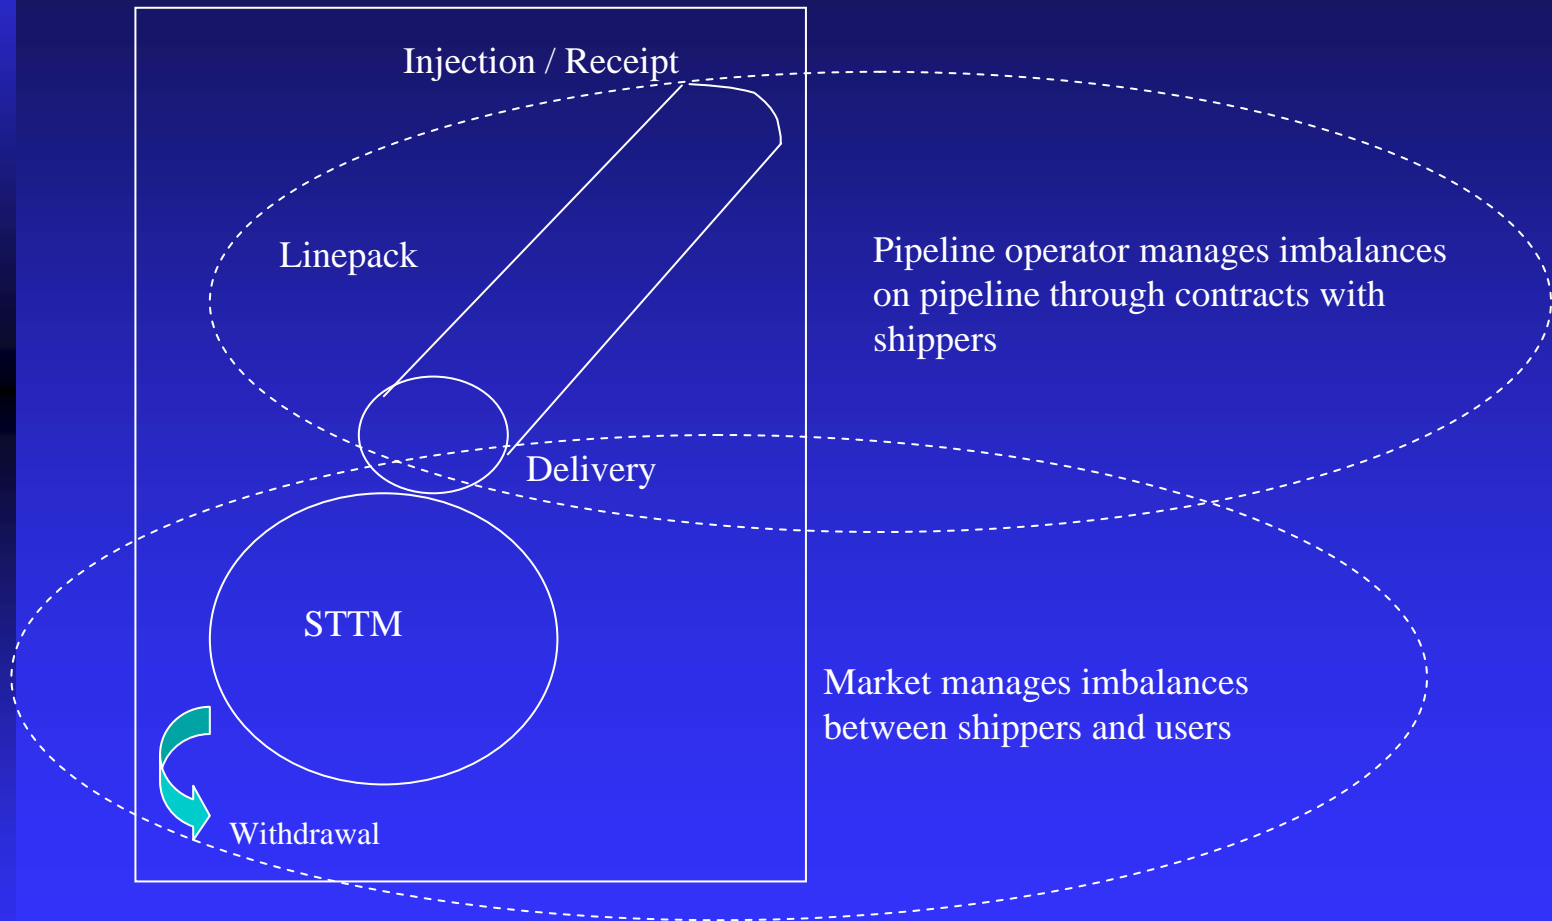 Injection / Receipt
Linepack
Pipeline operator manages imbalances
on pipeline through contracts with
shippers
Delivery
STTM
Market manages imbalances
between shippers and users
Withdrawal